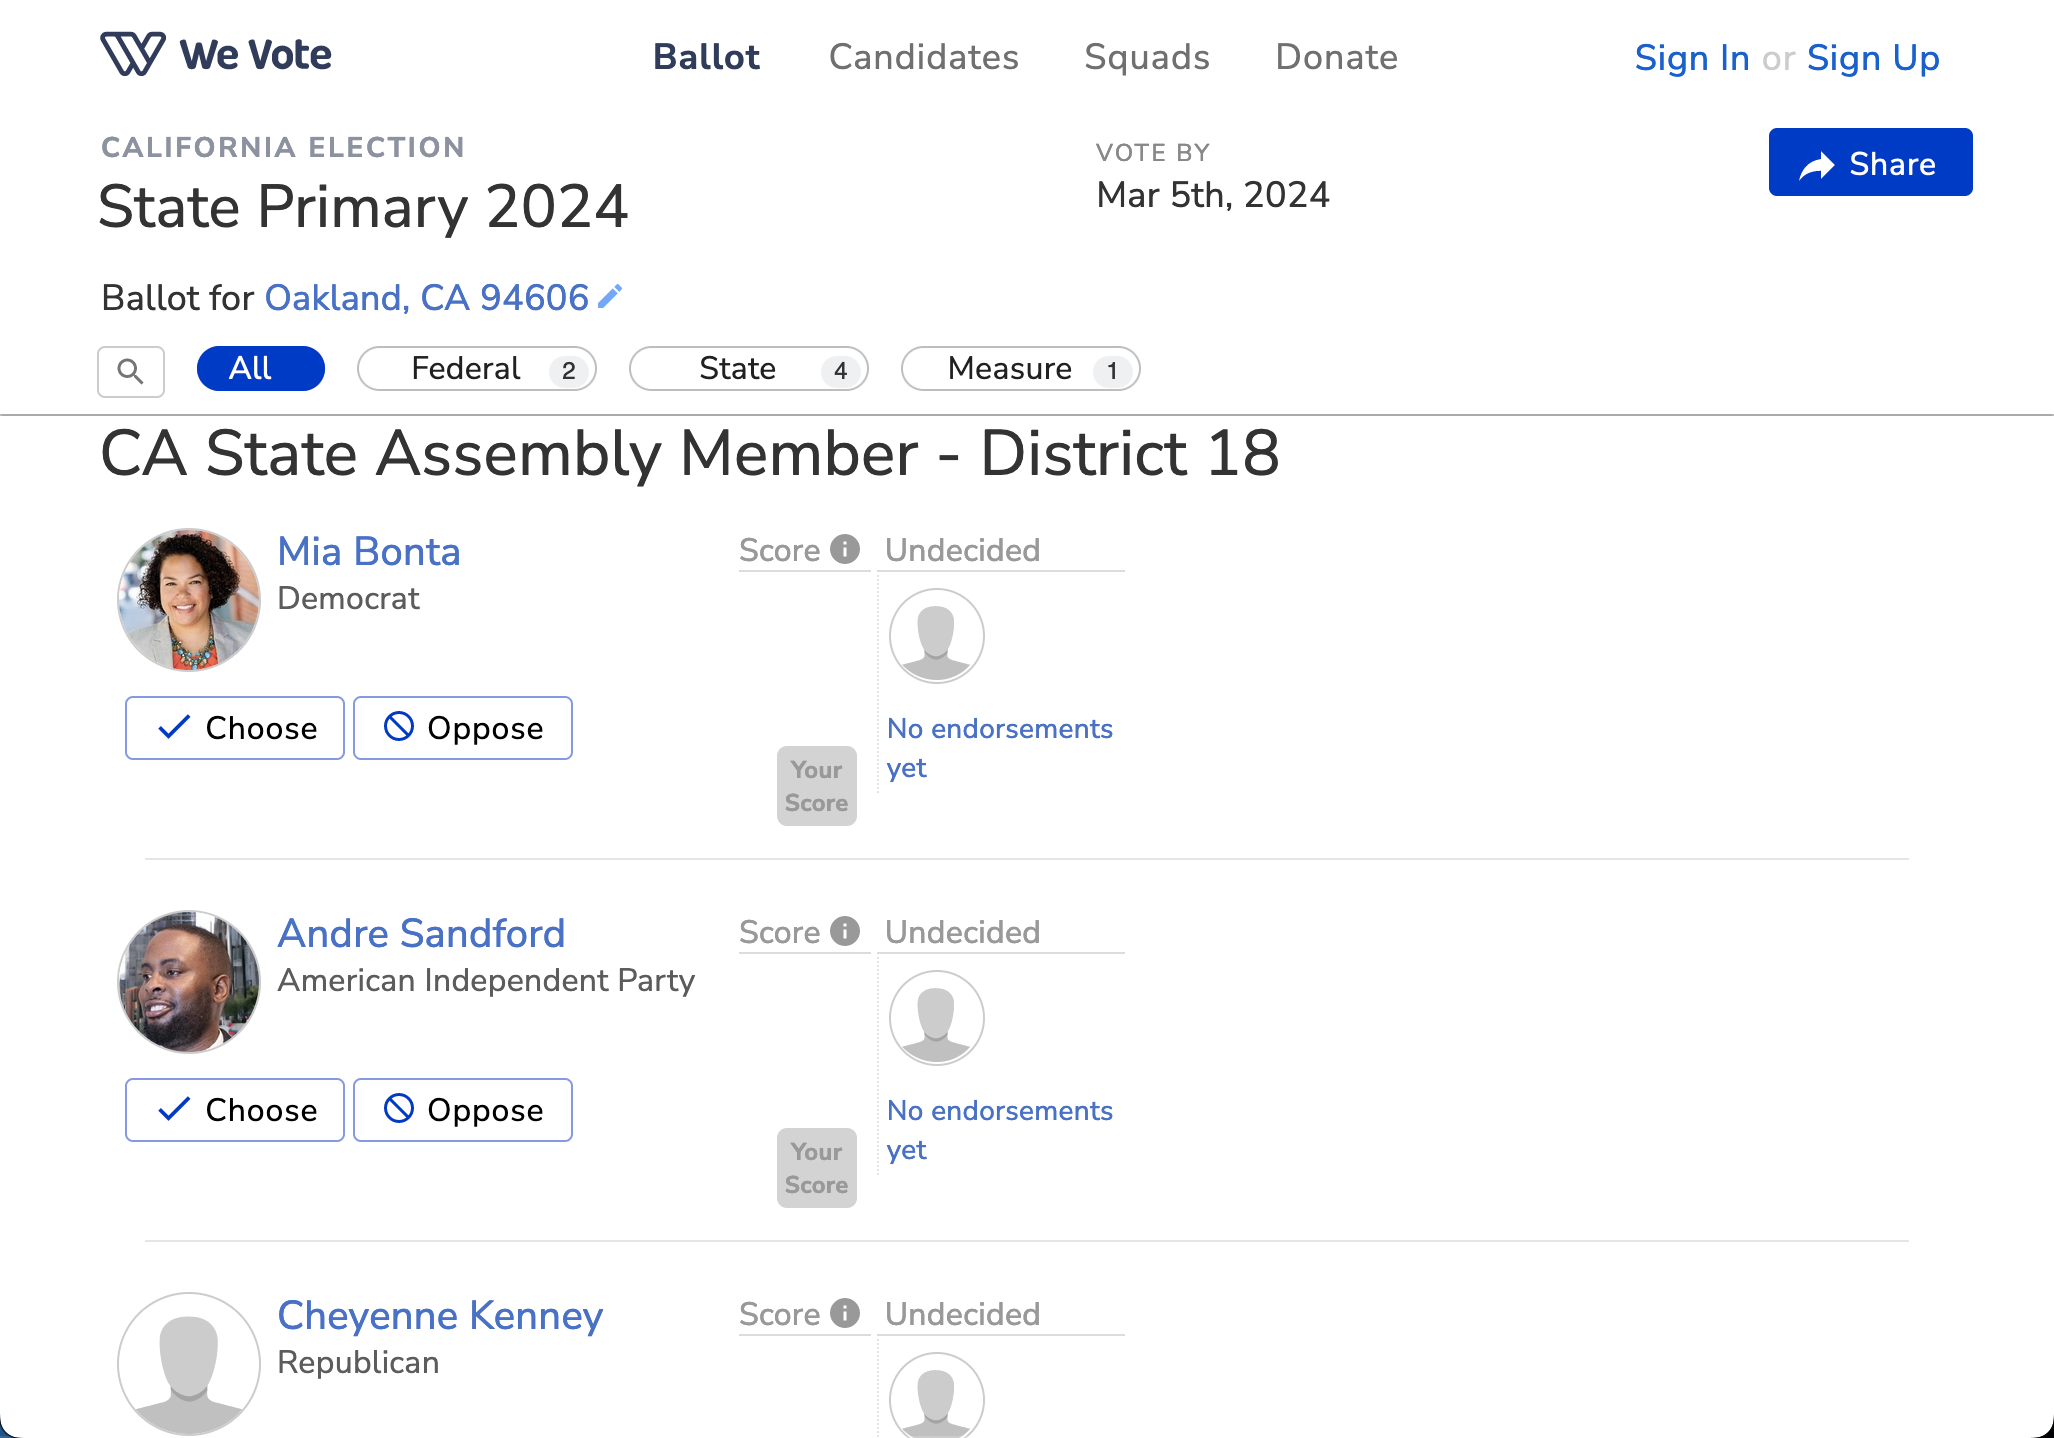 We Vote
Ballot Candidates Squads Donate
Sign In or Sign Up
CALIFORNIA ELECTION
State Primary 2024
VOTE BY
Mar 5th, 2024
Share
Ballot for Oakland, CA 94606
All Federal 2 State 4 Measure 1
CA State Assembly Member - District 18
Mia Bonta
Democrat
Choose Oppose
Score Undecided
No endorsements
yet
Your
Score
Andre Sandford
American Independent Party
Choose Oppose
Score Undecided
No endorsements
yet
Your
Score
Cheyenne Kenney
Republican
Score Undecided